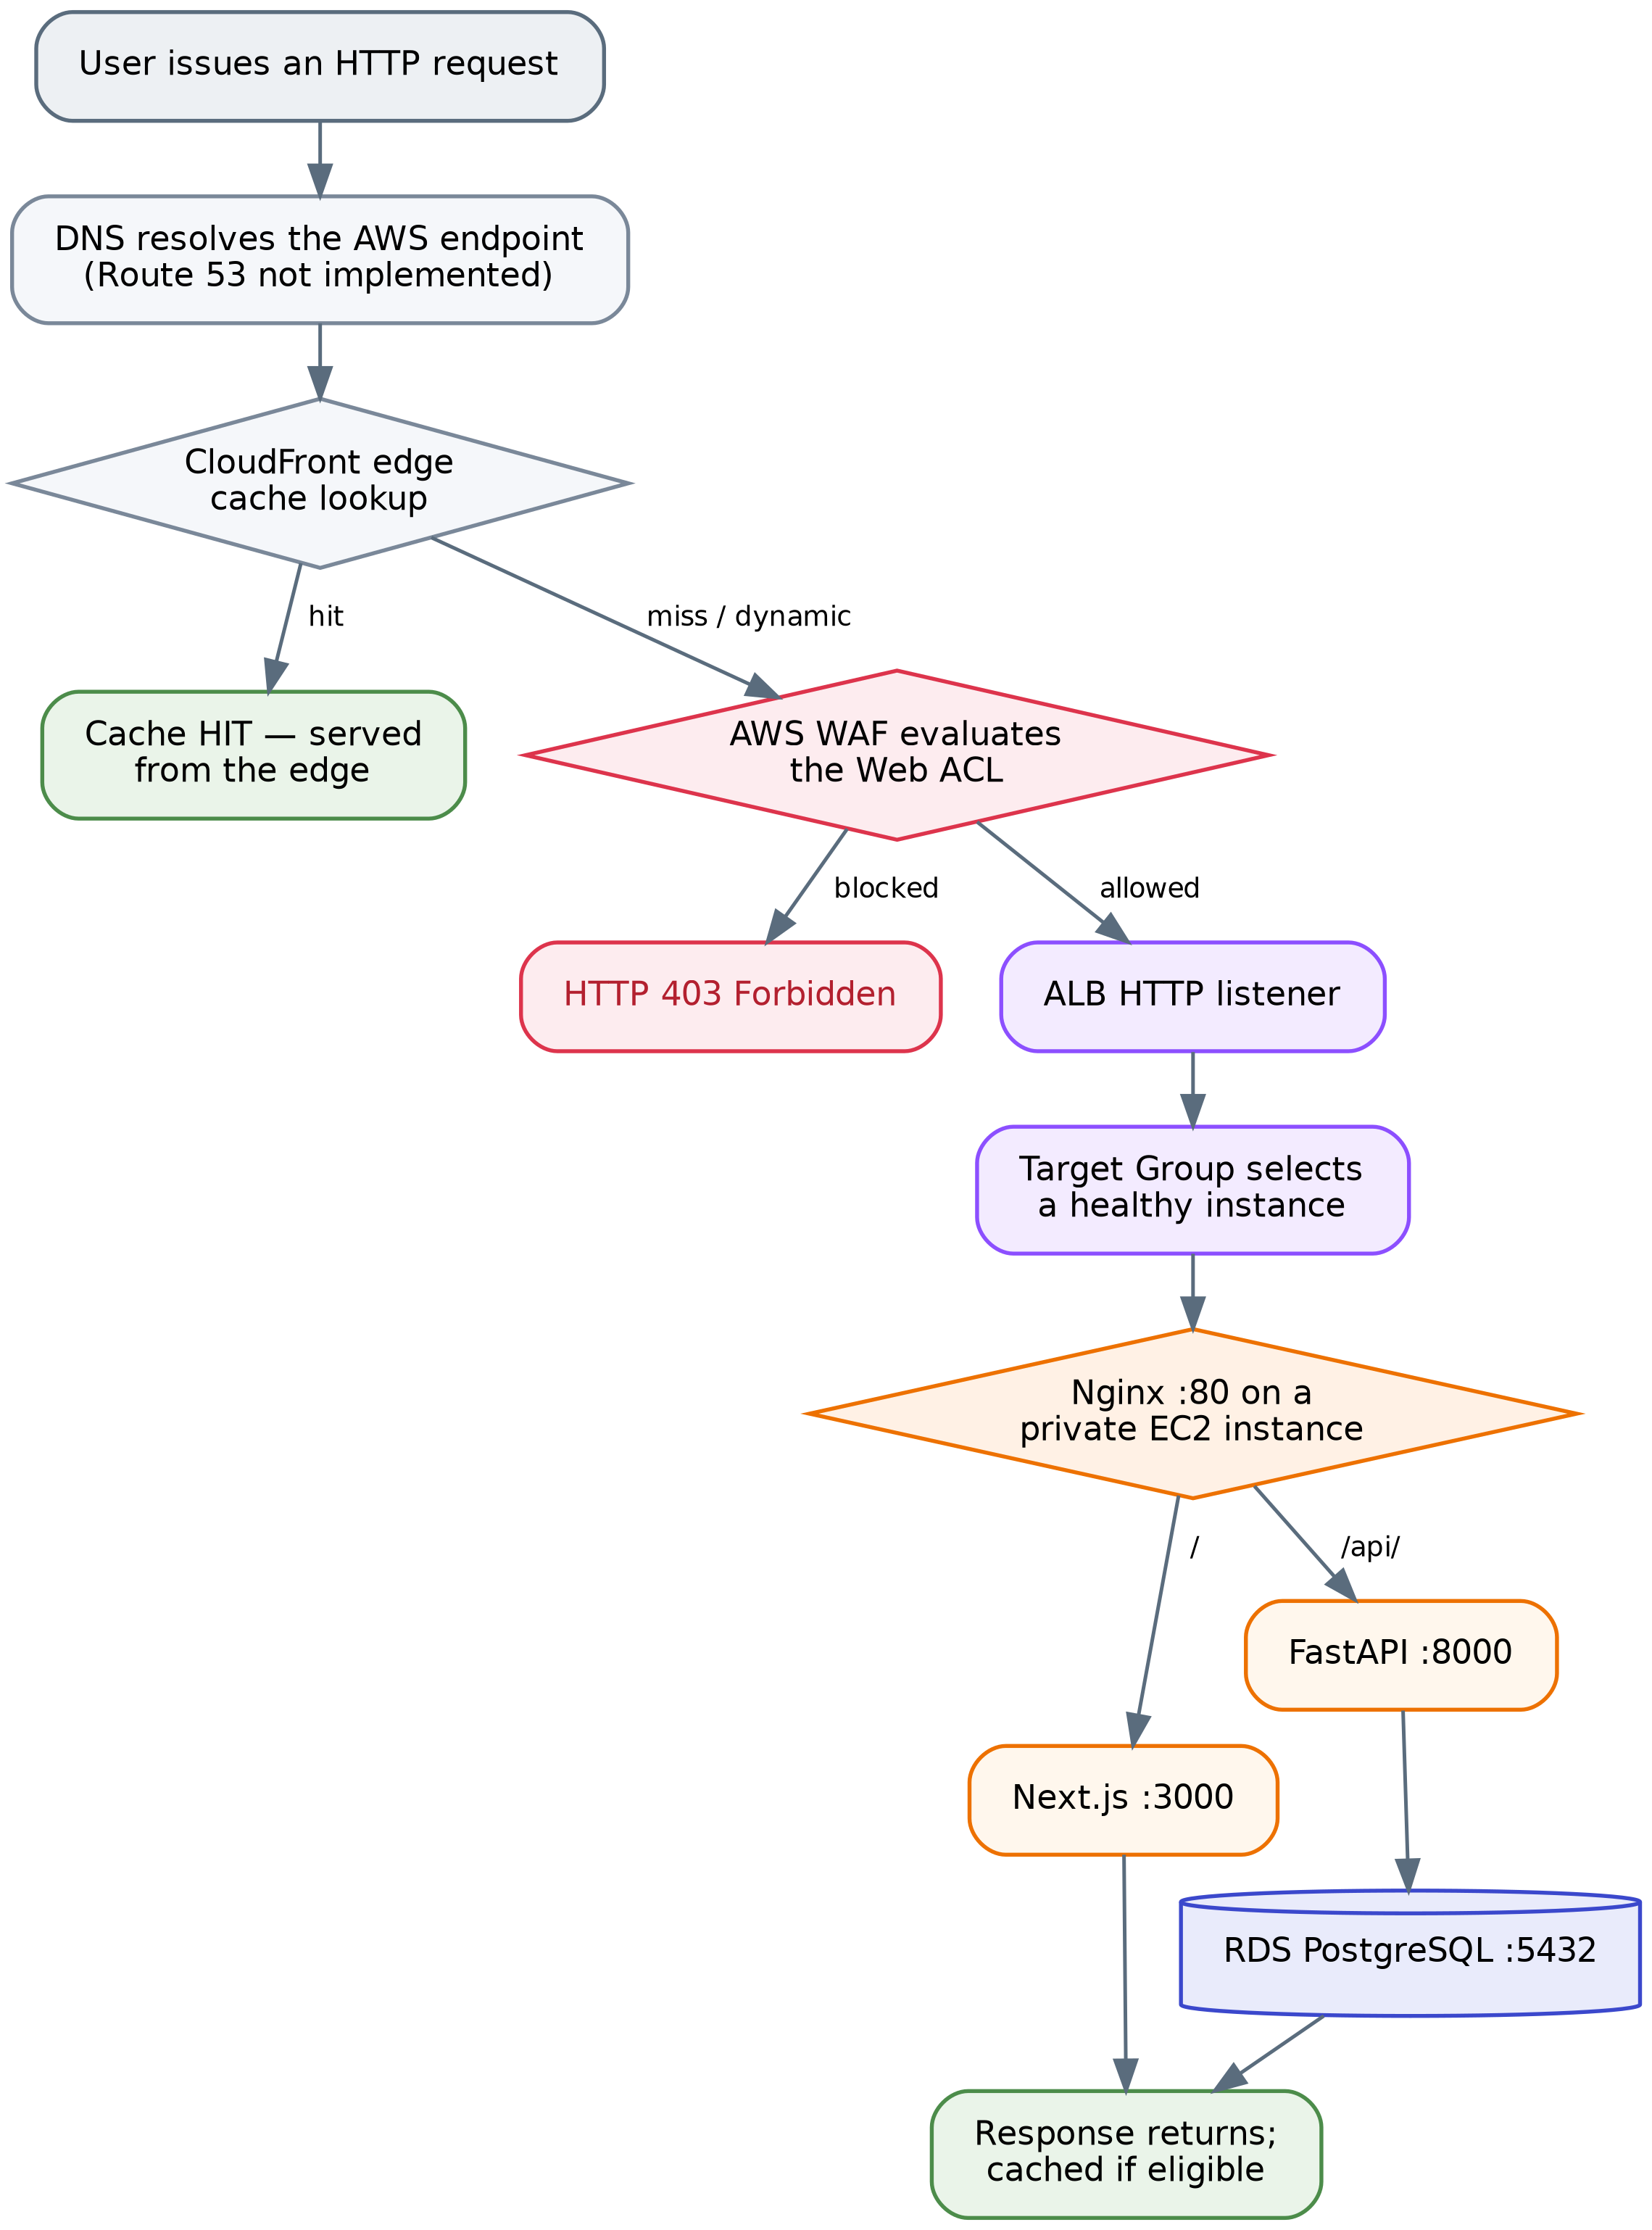 User issues an HTTP request
DNS resolves the AWS endpoint
(Route 53 not implemented)
CloudFront edge
cache lookup
hit
miss / dynamic
Cache HIT — served
from the edge
AWS WAF evaluates
the Web ACL
blocked
allowed
HTTP 403 Forbidden
ALB HTTP listener
Target Group selects
a healthy instance
Nginx :80 on a
private EC2 instance
/
/api/
FastAPI :8000
Next.js :3000
RDS PostgreSQL :5432
Response returns;
cached if eligible